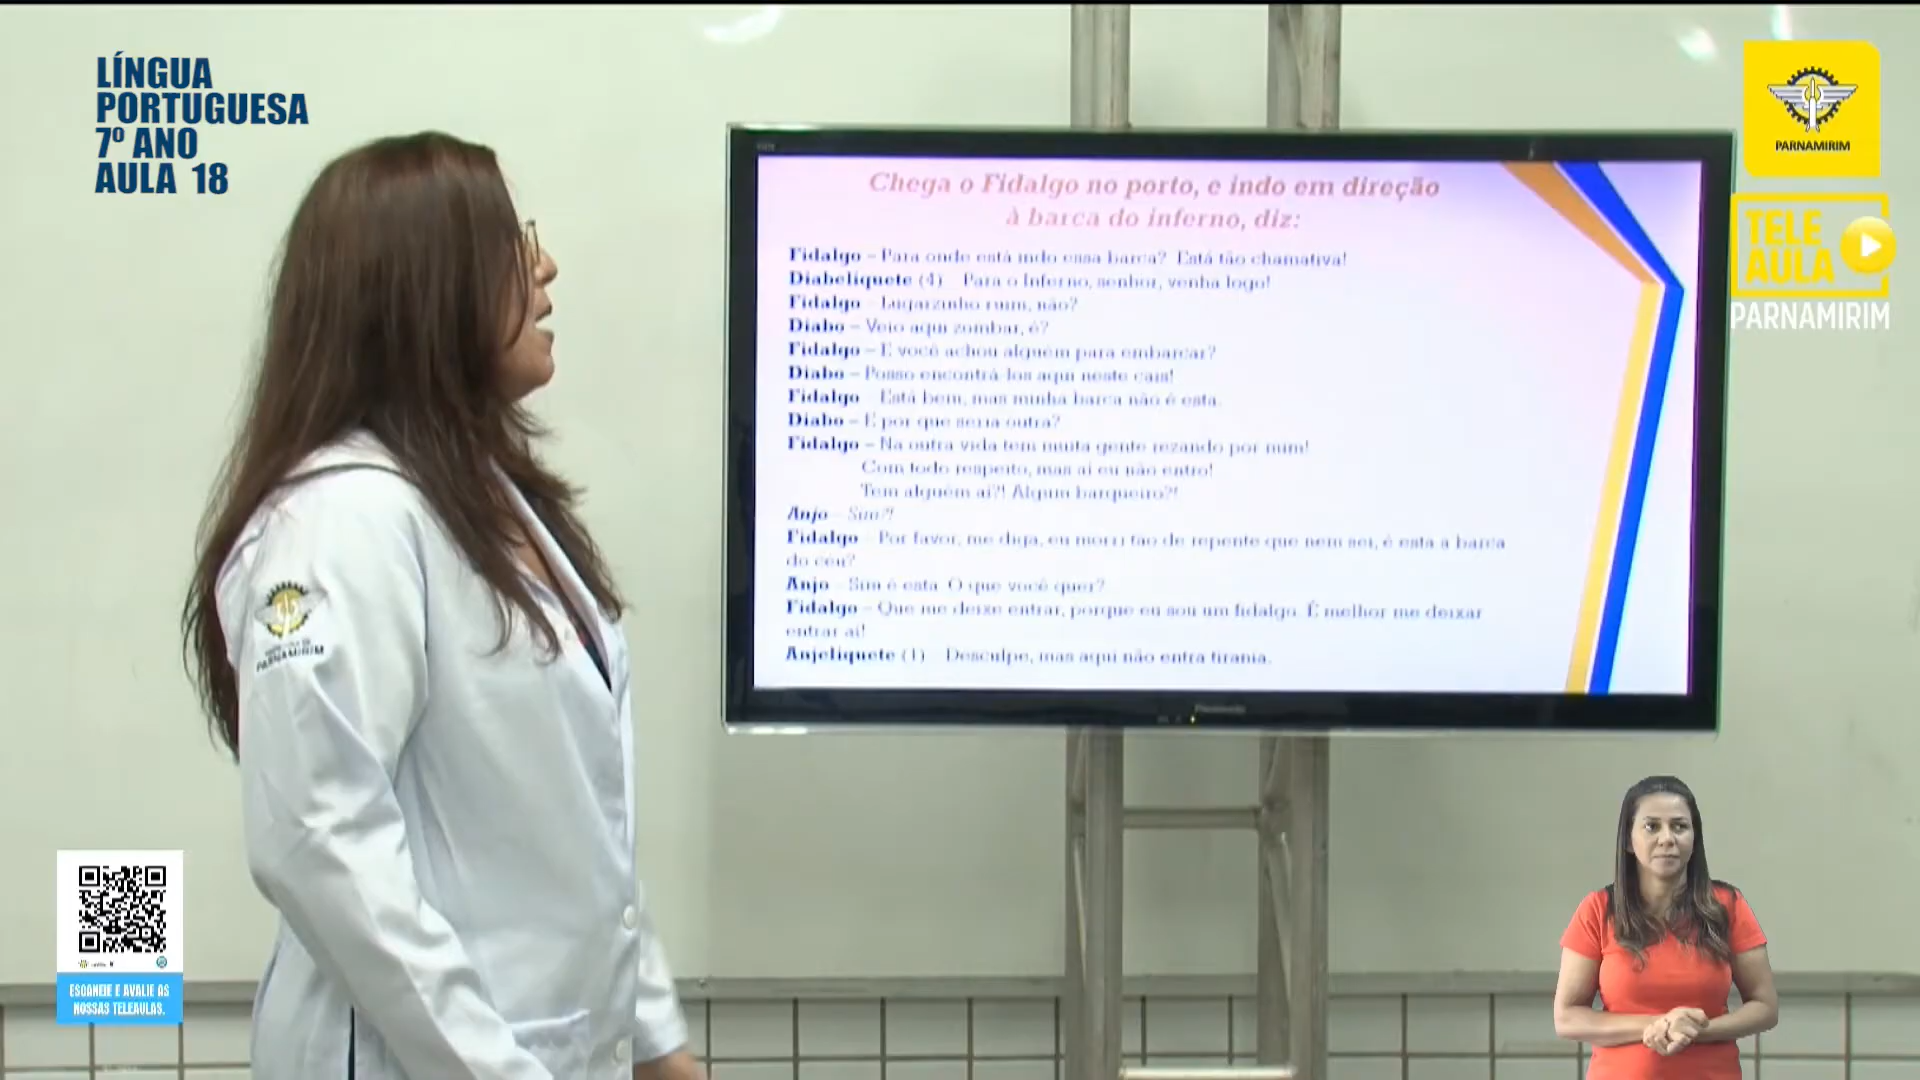 LÍNGUA
PORTUGUESA
7º ANO
AULA 18
PARNAMIRIM
TELE
AULA
PARNAMIRIM
Chega o Fidalgo no porto, e indo em direção
à barca do inferno, diz:
Fidalgo – Para onde está indo essa barca? Está tão chamativa!
Diabeliquete (4) – Para o Inferno, senhor, venha logo!
Fidalgo – Lugarzinho ruim, não?
Diabo – Veio aqui zombar, é?
Fidalgo – E você achou alguém para embarcar?
Diabo – Posso encontrá-los aqui neste cais!
Fidalgo – Está bem, mas minha barca não é esta.
Diabo – E por que seria outra?
Fidalgo – Na outra vida tem muita gente rezando por mim!
Com todo respeito, mas aí eu não entro!
Tem alguém aí?! Algum barqueiro?!
Anjo – Sim?!
Fidalgo – Por favor, me diga, eu morri tão de repente que nem sei, é esta a barca
do céu?
Anjo – Sim é esta. O que você quer?
Fidalgo – Que me deixe entrar, porque eu sou um fidalgo. É melhor me deixar
entrar aí!
Anjeliquete (1) – Desculpe, mas aqui não entra tirania.
Panasonic
PARNAMIRIM
ESCANEIE E AVALIE AS
NOSSAS TELEAULAS.